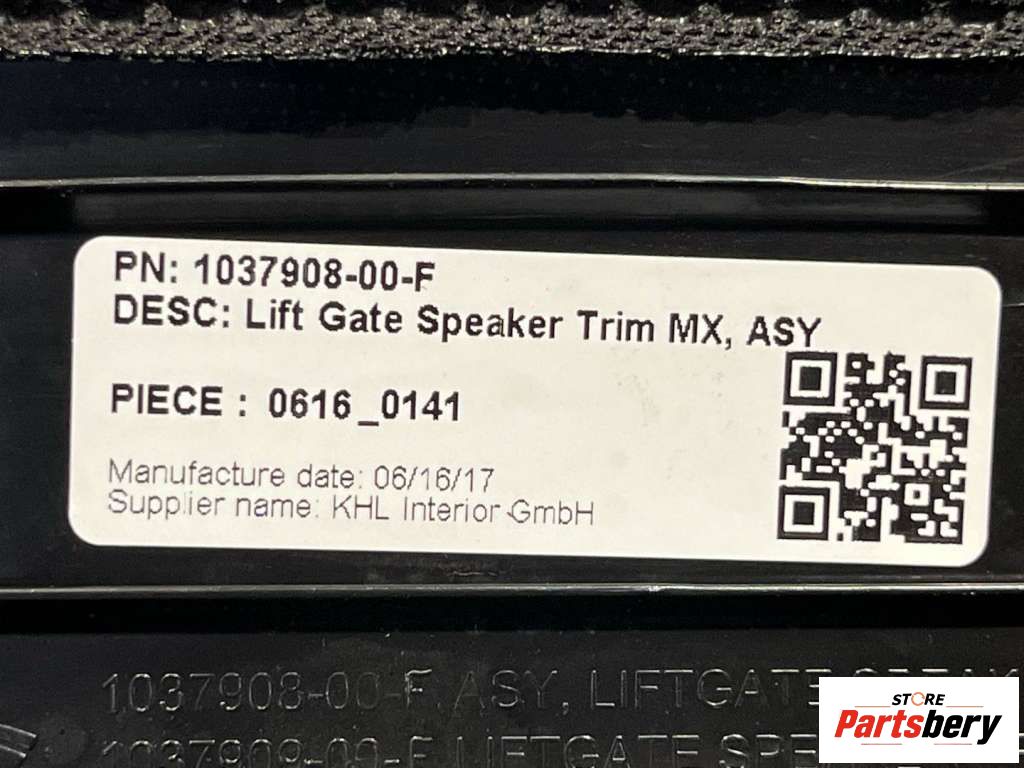 PN: 1037908-00-F
DESC: Lift Gate Speaker Trim MX, ASY
PIECE : 0616_0141
Manufacture date: 06/16/17
Supplier name: KHL Interior GmbH
1037908-00-F, ASY, LIFTGATE
LIFTGATE
STORE
Partsbery